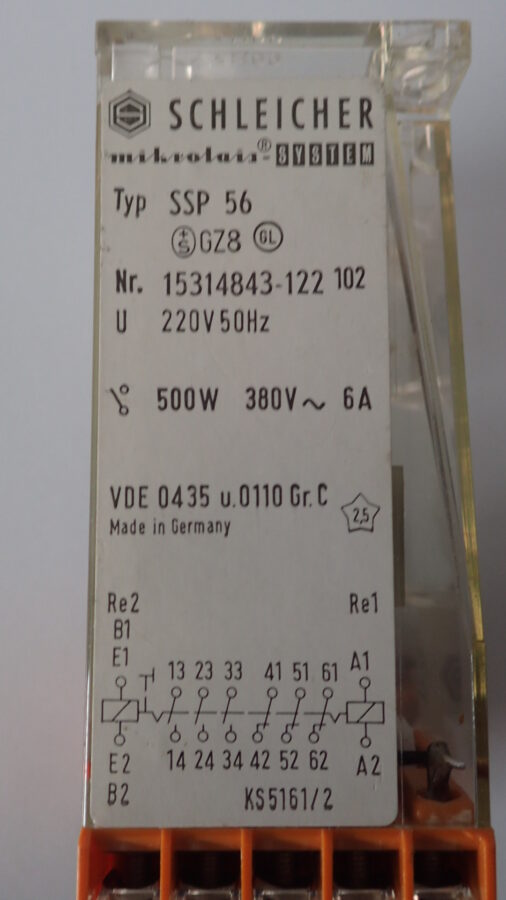 SCHLEICHER
mikrolais®-SYSTEM
Typ SSP 56
+S GZ8 GL
Nr. 15314843-122 102
U 220V 50Hz
500W 380V~ 6A
VDE 0435 u.0110 Gr.C 2,5
Made in Germany
Re2 Re1
B1
E1 13 23 33 41 51 61 A1
E2 14 24 34 42 52 62 A2
B2 KS5161/2